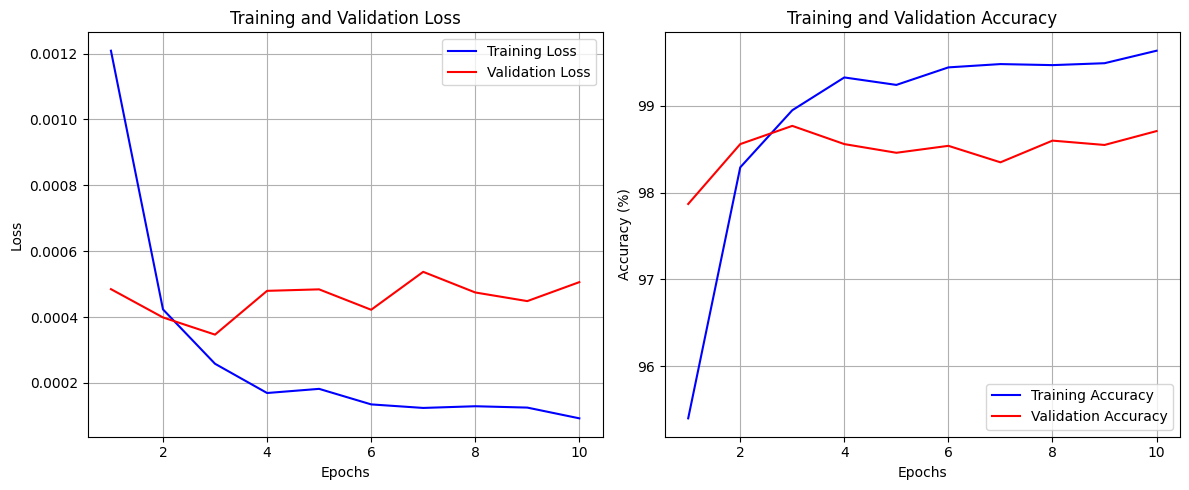 Training and Validation Loss
0.0012
0.0010
0.0008
0.0006
0.0004
0.0002
Loss
2 4 6 8 10
Epochs
Training Loss
Validation Loss
Training and Validation Accuracy
99
98
97
96
Accuracy (%)
2 4 6 8 10
Epochs
Training Accuracy
Validation Accuracy